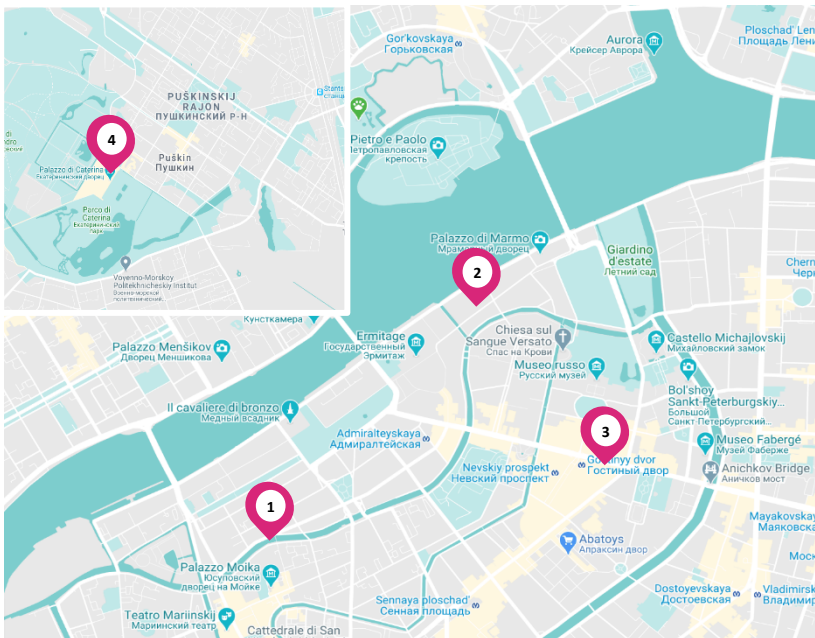 PUŠKINSKIJ
RAJON
ПУШКИНСКИЙ Р-Н
4
Puškin
Пушкин
Palazzo di Caterina
Екатерининский дворец
Parco di
Caterina
Екатерининский
парк
Voyenno-Morskoy
Politekhnicheskiy Institut
Gor'kovskaya
Горьковская
Aurora
Крейсер Аврора
Ploschad' Len
Площадь Лени
Pietro e Paolo
Петропавловская
крепость
Palazzo di Marmo
Мраморный дворец
2
Giardino
d'estate
Летний сад
Chern
Черн
Кунсткамера
Palazzo Menšikov
Дворец Меншикова
Ermitage
Государственный
Эрмитаж
Chiesa sul
Sangue Versato
Спас на Крови
Castello Michajlovskij
Михайловский замок
Museo russo
Русский музей
Bol'shoy
Sankt-Peterburgskiy...
Большой
Санкт-Петербургский...
Il cavaliere di bronzo
Медный всадник
Admiralteyskaya
Адмиралтейская
3
Museo Fabergé
Музей Фаберже
Nevskiy prospekt
Невский проспект
Gostinyy dvor
Гостиный двор
Anichkov Bridge
Аничков мост
1
Mayakovskaya
Маяковска
Abatoys
Апраксин двор
Мос
Palazzo Moika
Юсуповский
дворец на Мойке
Sennaya ploschad'
Сенная площадь
Dostoyevskaya
Достоевская
Vladimirsk
Владимир
Teatro Mariinskij
Мариинский театр
Cattedrale di San